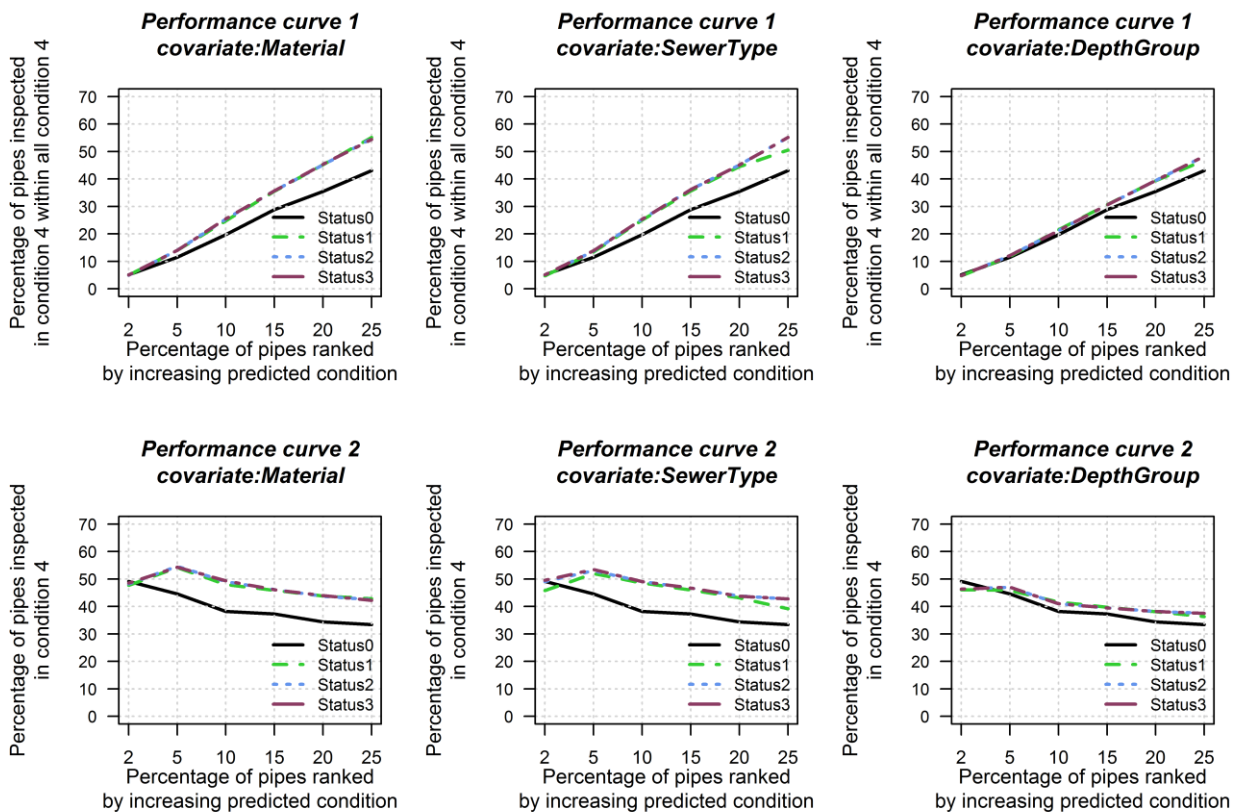 Performance curve 1
covariate:Material
Percentage of pipes inspected
in condition 4 within all condition 4
70
60
50
40
30
20
10
0
Status0
Status1
Status2
Status3
2 5 10 15 20 25
Percentage of pipes ranked
by increasing predicted condition
Performance curve 1
covariate:SewerType
Percentage of pipes inspected
in condition 4 within all condition 4
70
60
50
40
30
20
10
0
Status0
Status1
Status2
Status3
2 5 10 15 20 25
Percentage of pipes ranked
by increasing predicted condition
Performance curve 1
covariate:DepthGroup
Percentage of pipes inspected
in condition 4 within all condition 4
70
60
50
40
30
20
10
0
Status0
Status1
Status2
Status3
2 5 10 15 20 25
Percentage of pipes ranked
by increasing predicted condition
Performance curve 2
covariate:Material
Percentage of pipes inspected
in condition 4
70
60
50
40
30
20
10
0
Status0
Status1
Status2
Status3
2 5 10 15 20 25
Percentage of pipes ranked
by increasing predicted condition
Performance curve 2
covariate:SewerType
Percentage of pipes inspected
in condition 4
70
60
50
40
30
20
10
0
Status0
Status1
Status2
Status3
2 5 10 15 20 25
Percentage of pipes ranked
by increasing predicted condition
Performance curve 2
covariate:DepthGroup
Percentage of pipes inspected
in condition 4
70
60
50
40
30
20
10
0
Status0
Status1
Status2
Status3
2 5 10 15 20 25
Percentage of pipes ranked
by increasing predicted condition